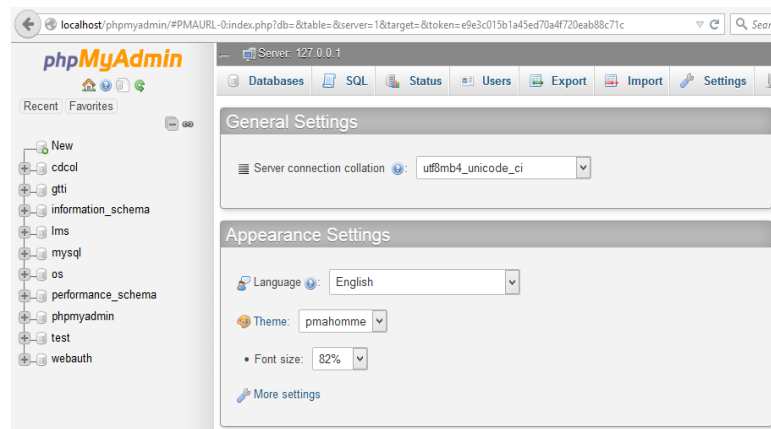 localhost/phpmyadmin/#PMAURL-0:index.php?db=&table=&server=1&target=&token=e9e3c015b1a45ed70a4f720eab88c71c
phpMyAdmin
Recent Favorites
New
cdcol
gtti
information_schema
lms
mysql
os
performance_schema
phpmyadmin
test
webauth
Server: 127.0.0.1
Databases SQL Status Users Export Import Settings
General Settings
Server connection collation : utf8mb4_unicode_ci
Appearance Settings
Language : English
Theme: pmahomme
• Font size: 82%
More settings